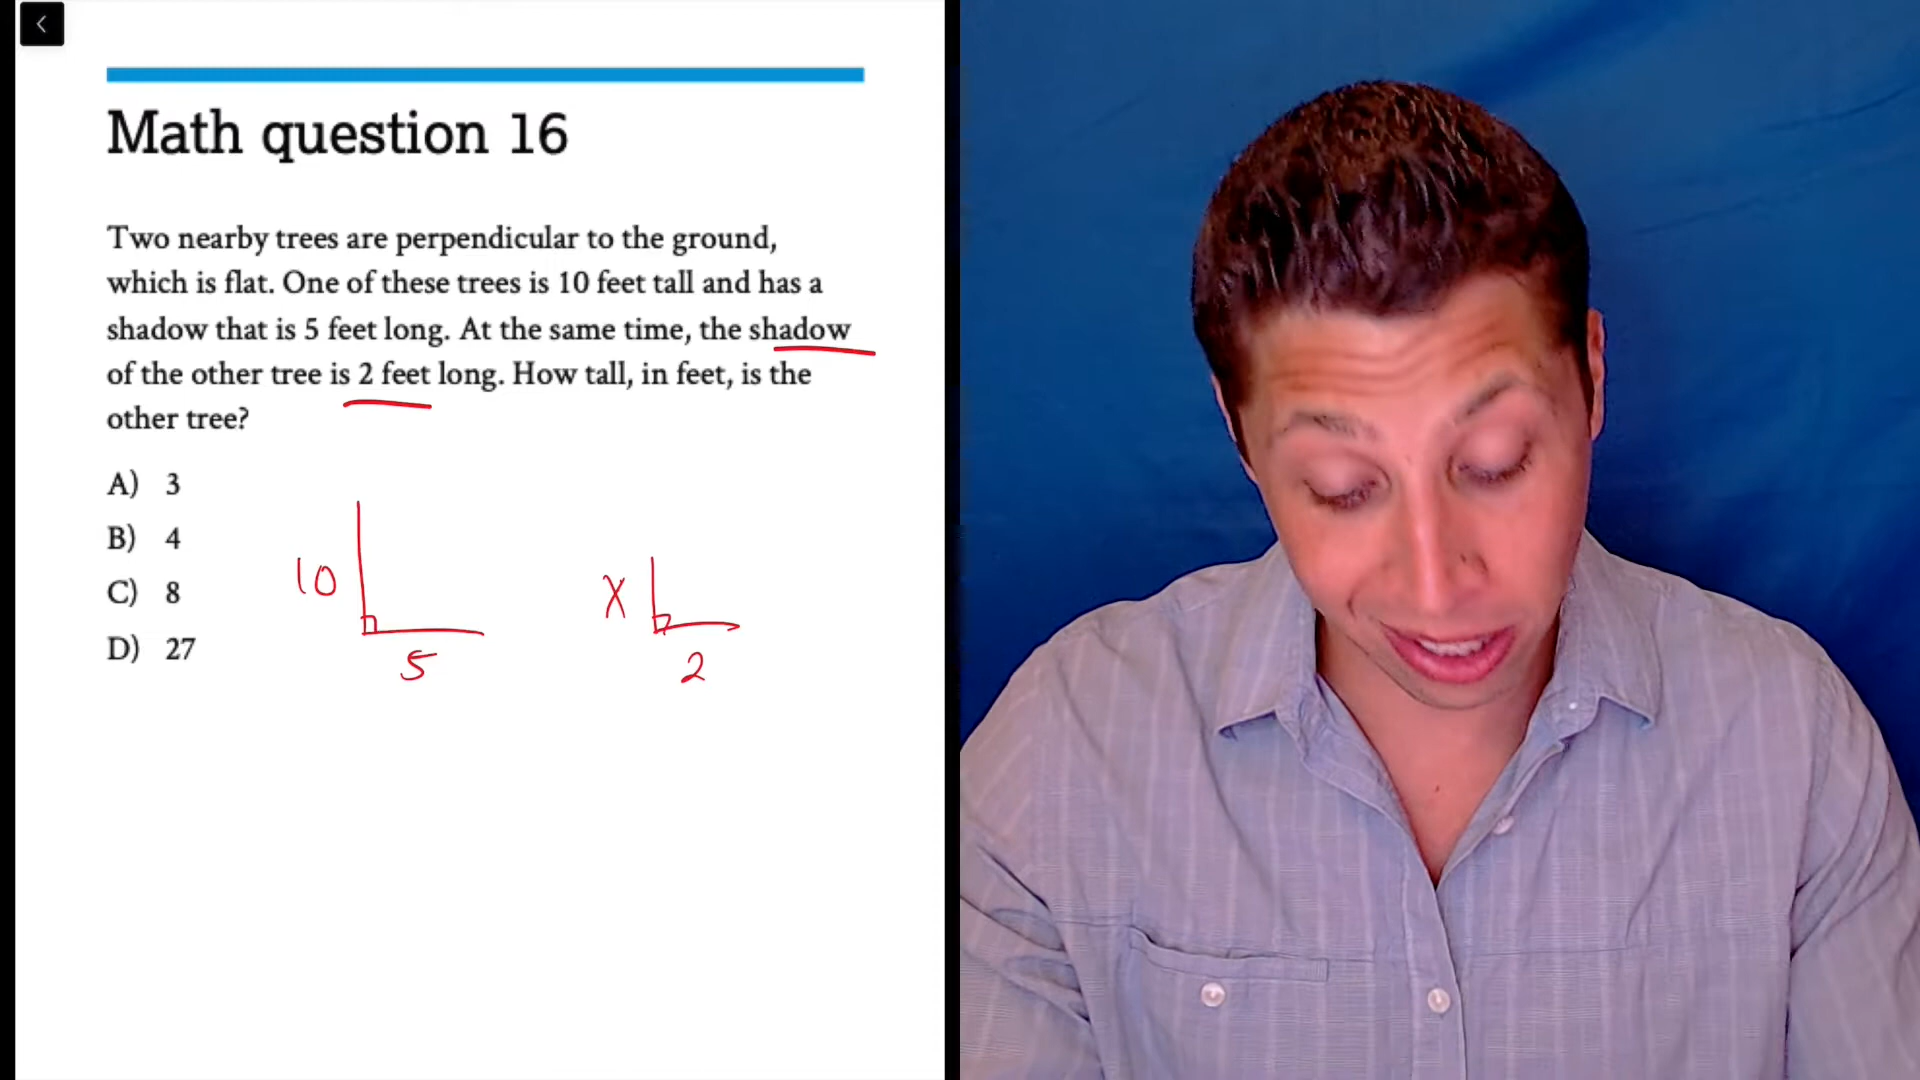 Math question 16
Two nearby trees are perpendicular to the ground,
which is flat. One of these trees is 10 feet tall and has a
shadow that is 5 feet long. At the same time, the shadow
of the other tree is 2 feet long. How tall, in feet, is the
other tree?
A) 3
B) 4
C) 8
D) 27
10
5
X
2